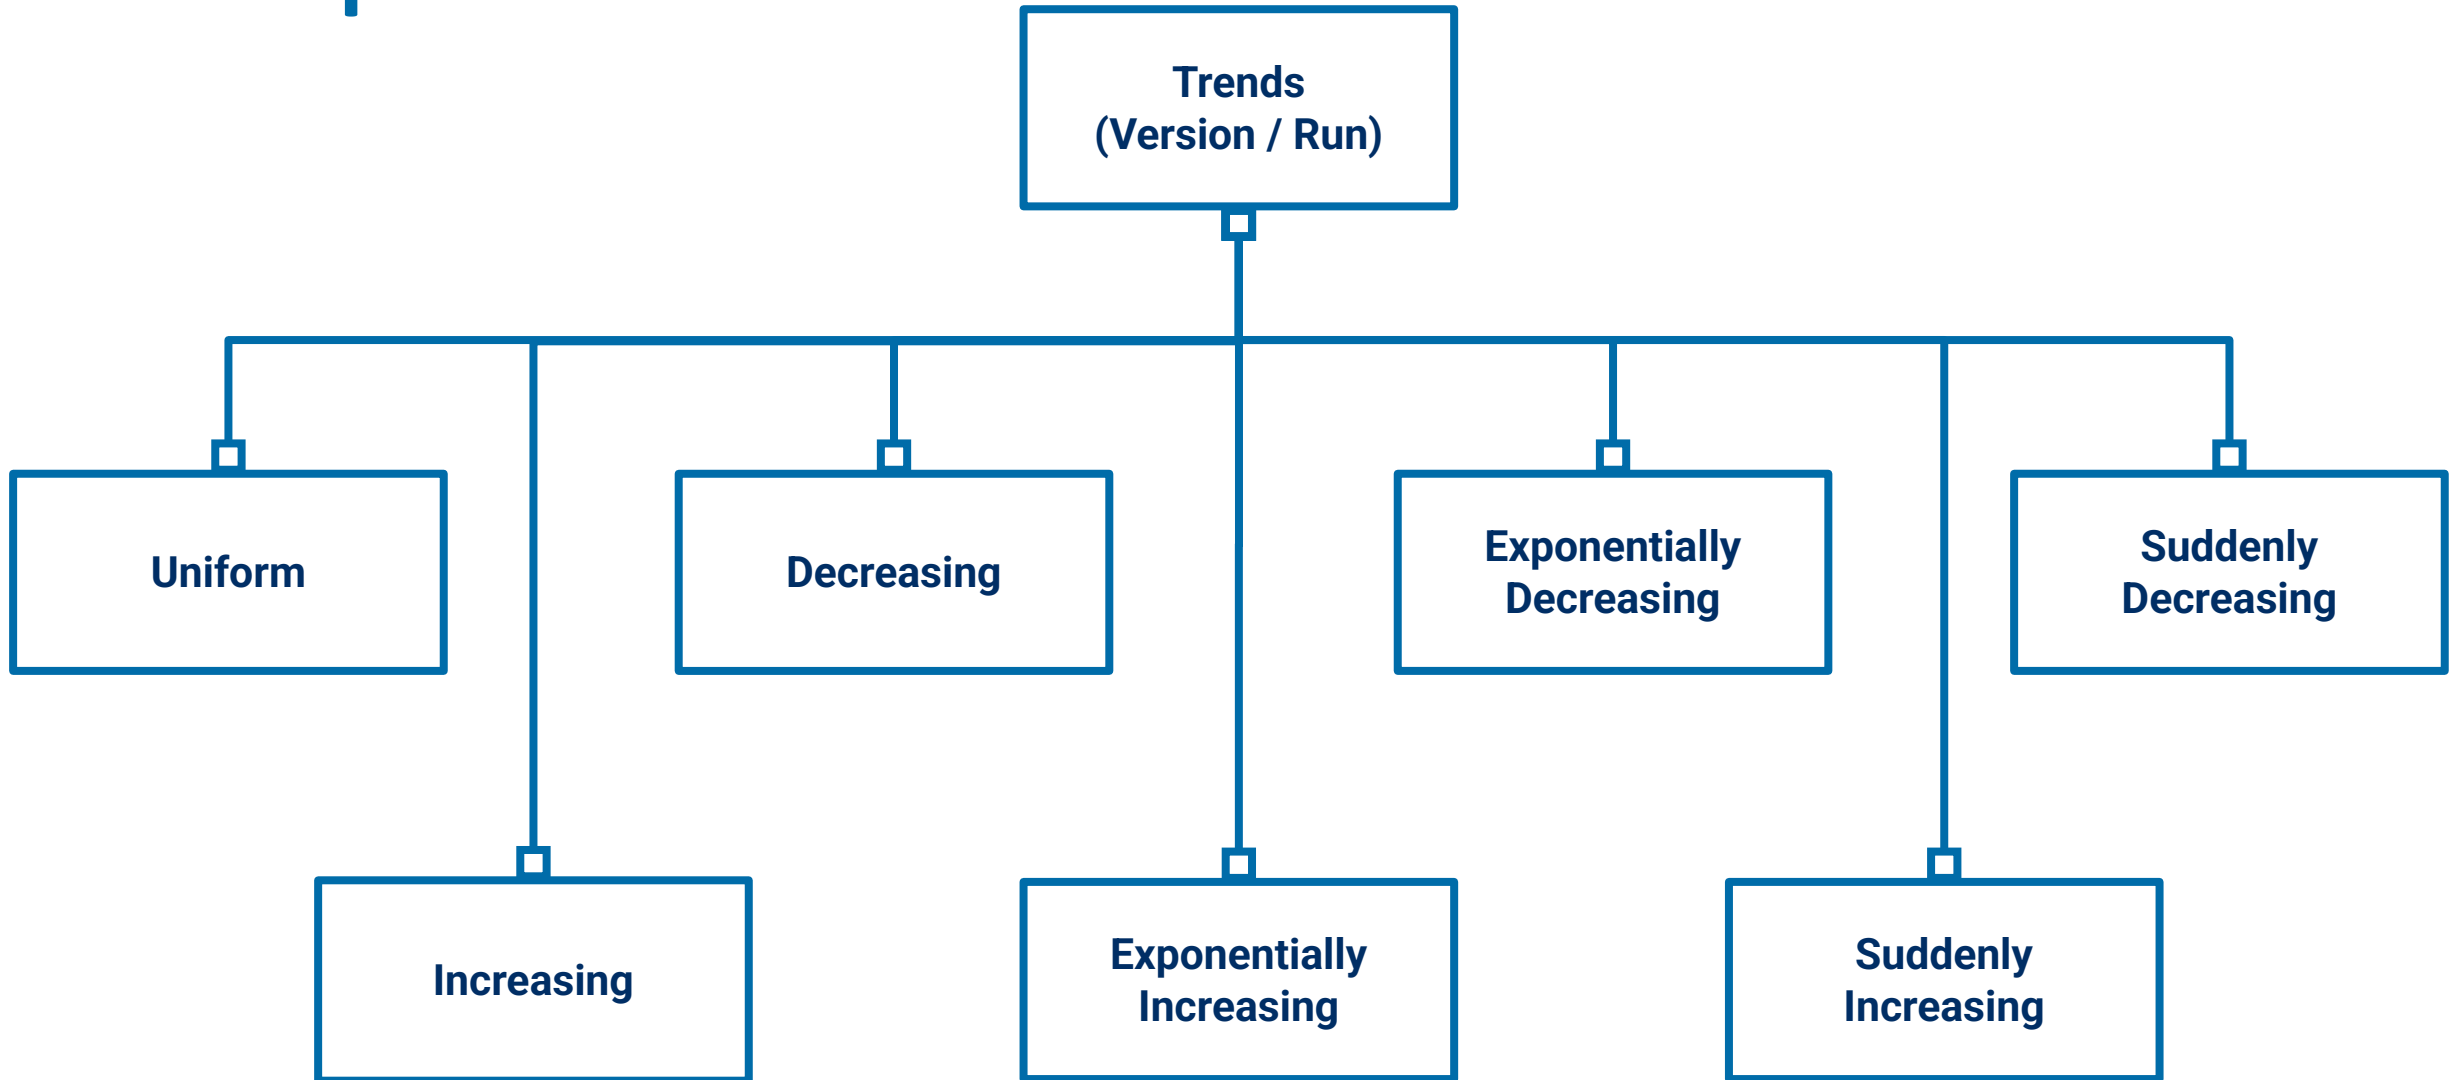 Trends
(Version / Run)
Uniform
Decreasing
Exponentially
Decreasing
Suddenly
Decreasing
Increasing
Exponentially
Increasing
Suddenly
Increasing